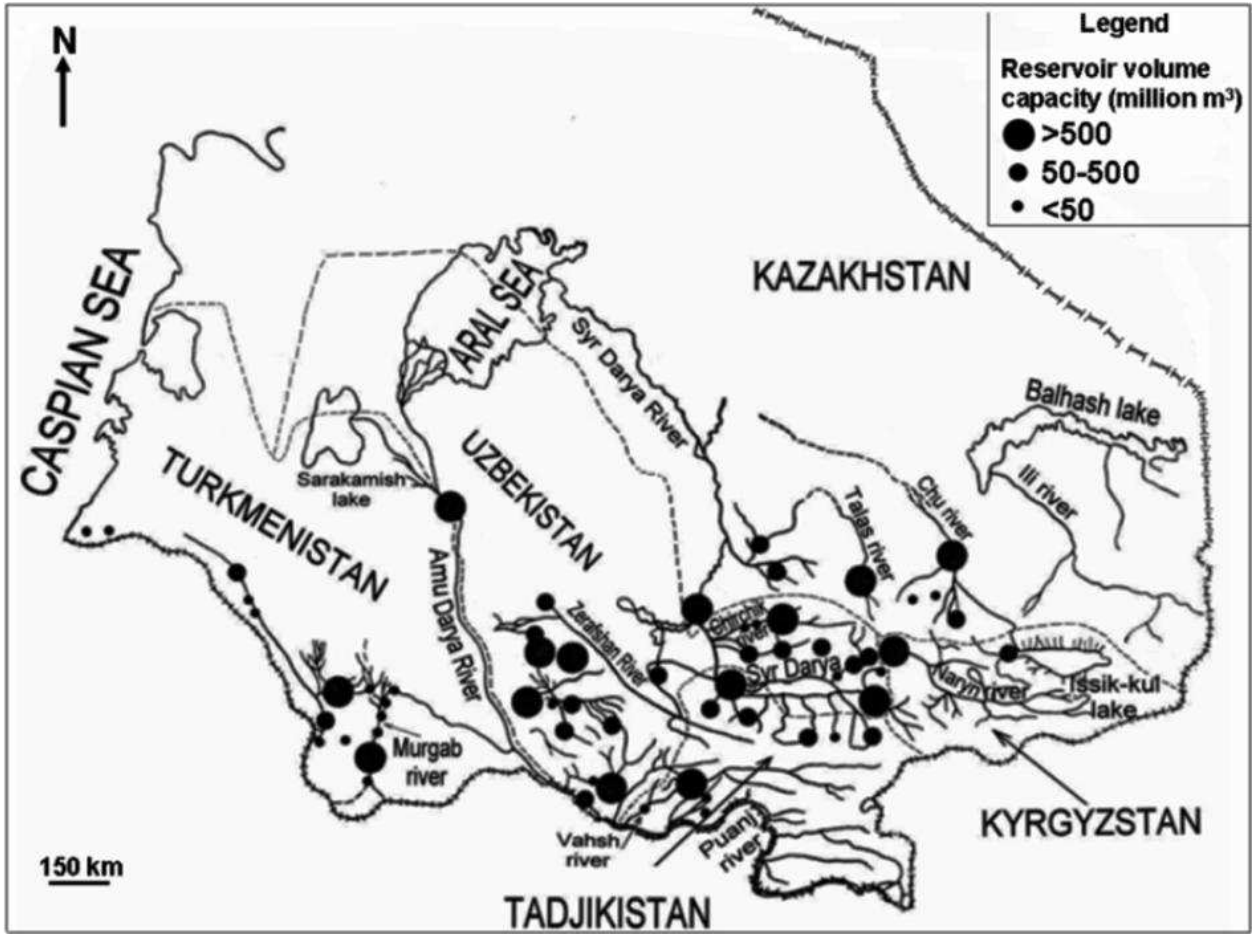 N
Legend
Reservoir volume
capacity (million m³)
>500
50-500
<50
CASPIAN SEA
ARAL SEA
KAZAKHSTAN
Syr Darya River
Balhash lake
Ili river
Chu river
Talas river
UZBEKISTAN
TURKMENISTAN
Sarakamish
lake
Amu Darya River
Zerafshan River
Chirchik
river
Syr Darya
Naryn river
Issik-kul
lake
Murgab
river
Vahsh
river
Puanj
river
KYRGYZSTAN
TADJIKISTAN
150 km